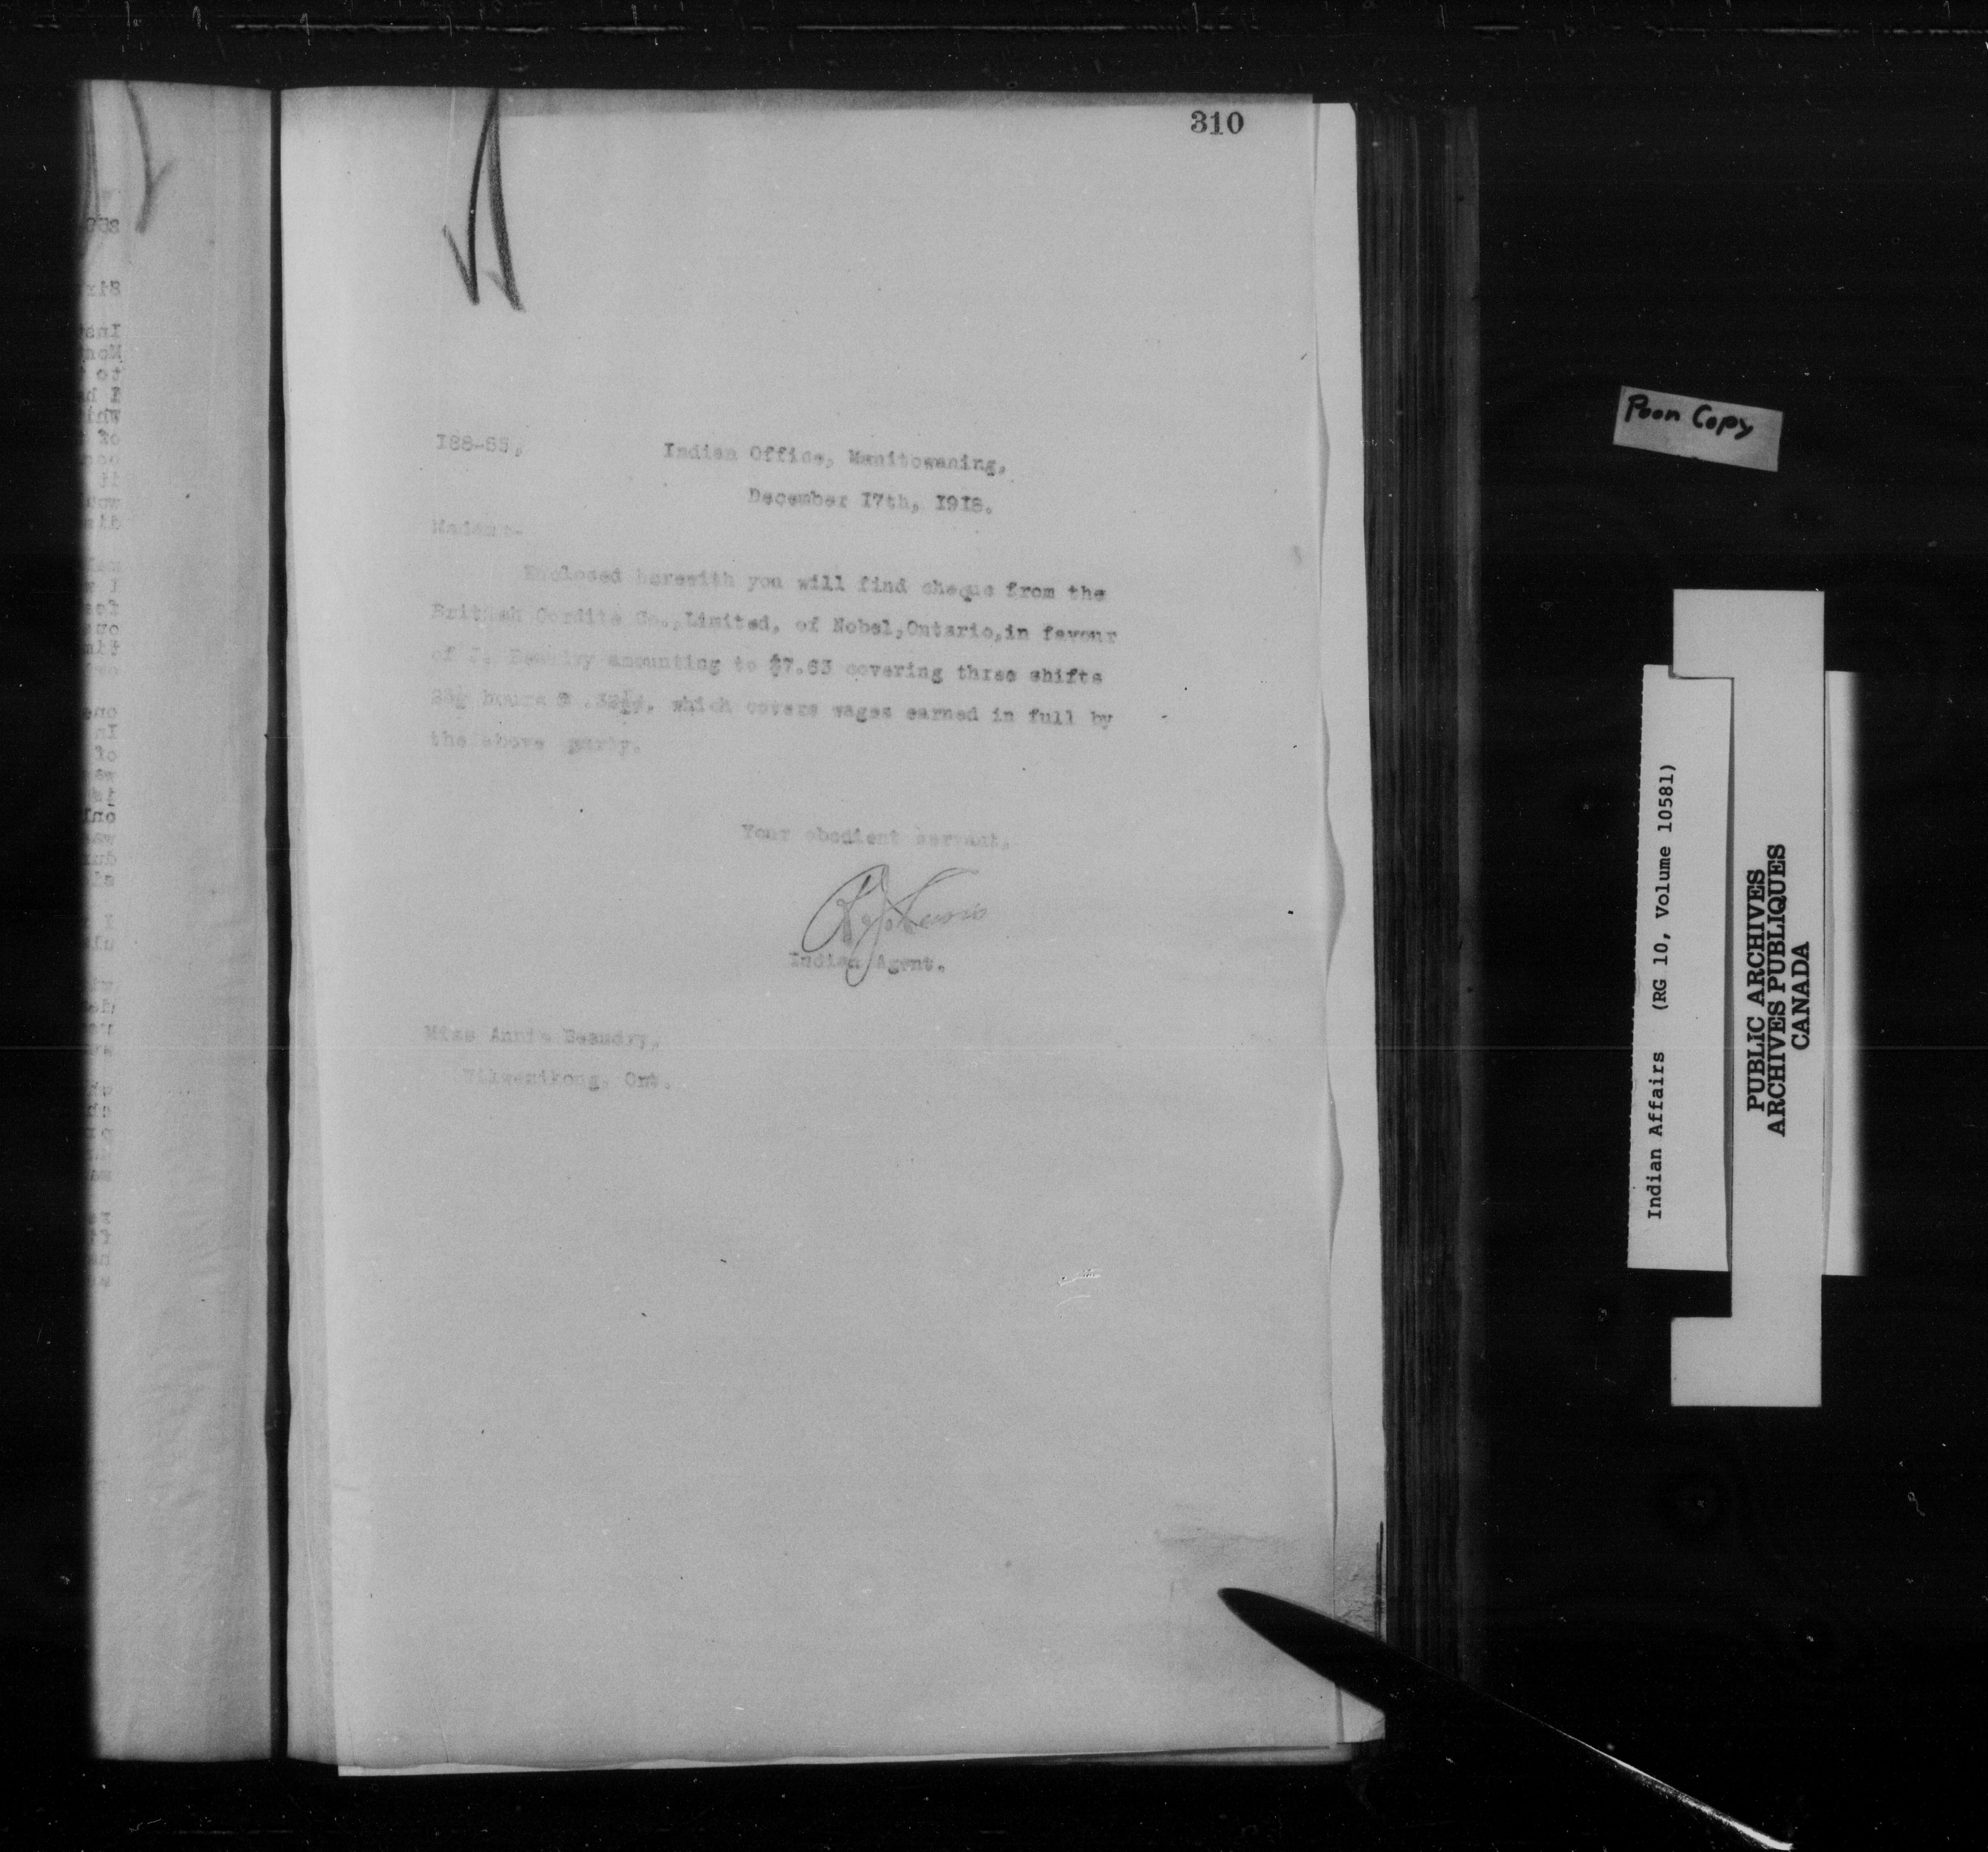 310
188-55,
Indian Office, Manitowaning,
December 17th, 1918.
Madam:-
Enclosed herewith you will find cheque from the
British Cordite Co.,Limited, of Nobel,Ontario,in favour
of J. Beaudry amounting to $7.63 covering three shifts
hours @ which covers wages earned in full by
the above party.
Your obedient servant,
Indian Agent.
Miss Annie Beaudry,
Wikwemikong, Ont.
Poor Copy
Indian Affairs (RG 10, Volume 10581)
PUBLIC ARCHIVES
ARCHIVES PUBLIQUES
CANADA